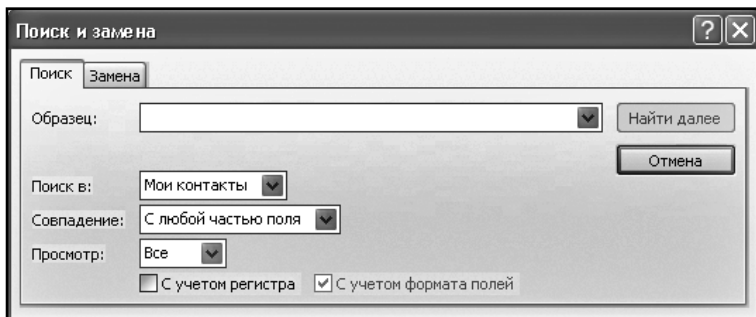 Поиск и замена
Поиск Замена
Образец: Найти далее
Отмена
Поиск в: Мои контакты
Совпадение: С любой частью поля
Просмотр: Все
С учетом регистра С учетом формата полей